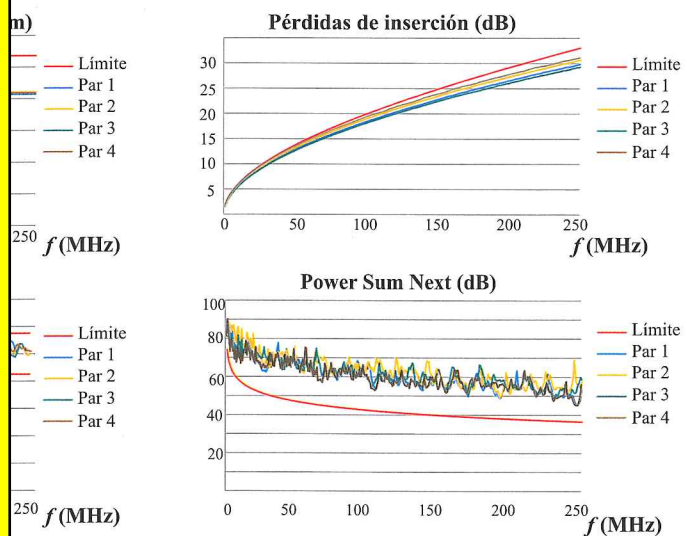 m)
Límite
Par 1
Par 2
Par 3
Par 4
250
f (MHz)
Pérdidas de inserción (dB)
30
25
20
15
10
5
0
50
100
150
200
250
f (MHz)
Límite
Par 1
Par 2
Par 3
Par 4
Límite
Par 1
Par 2
Par 3
Par 4
250
f (MHz)
Power Sum Next (dB)
100
80
60
40
20
0
50
100
150
200
250
f (MHz)
Límite
Par 1
Par 2
Par 3
Par 4